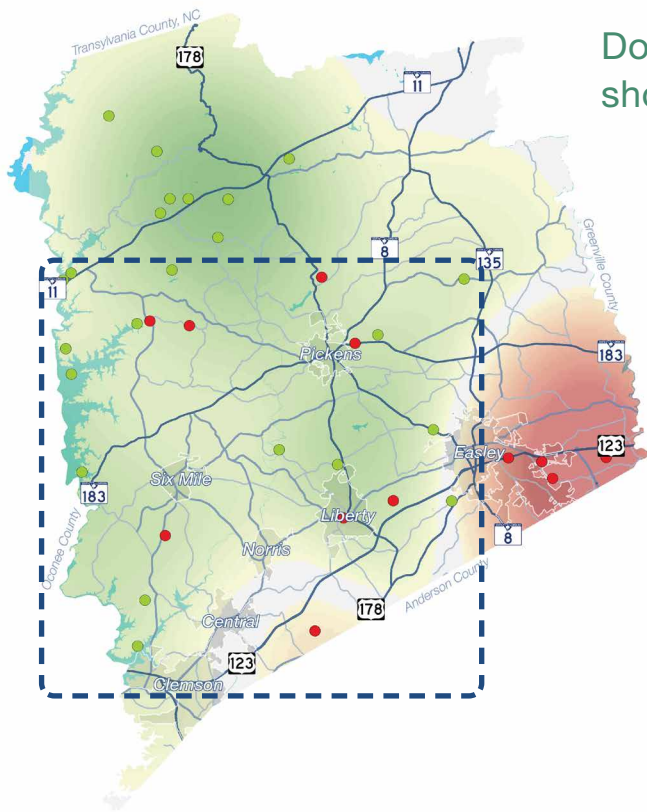 Transylvania County, NC
178
Do
sho
11
Greenville County
8
135
11
Pickens
183
Easley
123
Six Mile
183
Liberty
8
Oconee County
Norris
Anderson County
178
Central
123
Clemson